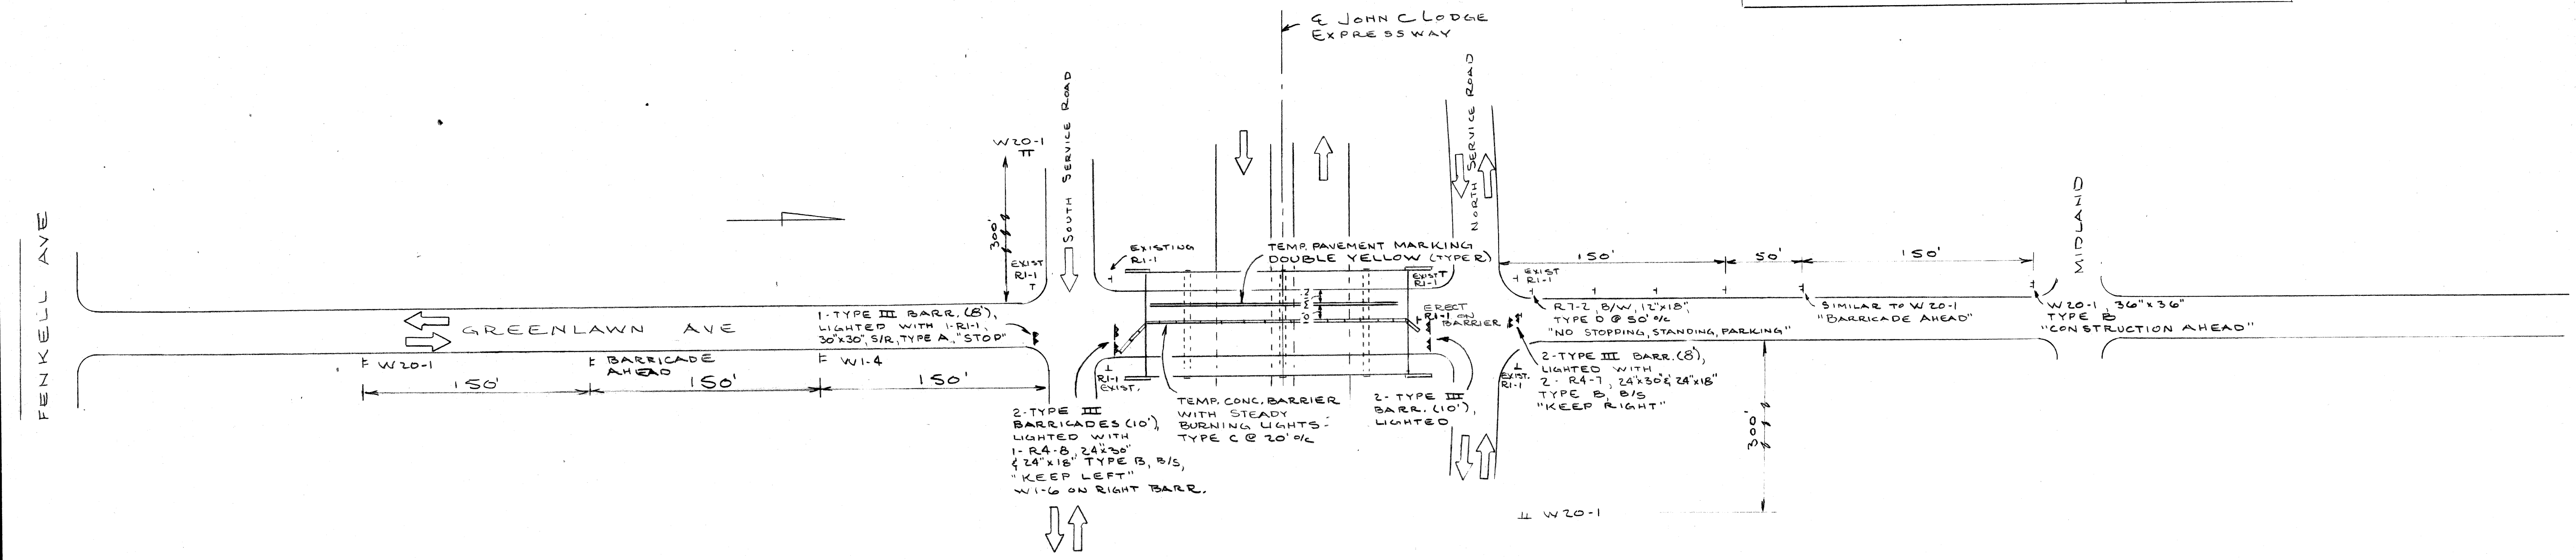 ℄ JOHN C LODGE
EXPRESSWAY
SOUTH SERVICE ROAD
NORTH SERVICE ROAD
W20-1
300'
EXIST
R1-1
EXISTING
R1-1
TEMP. PAVEMENT MARKING
DOUBLE YELLOW (TYPE R)
EXIST
R1-1
ERECT
R1-1 ON
BARRIER
FENKELL AVE
GREENLAWN AVE
1-TYPE III BARR. (8'),
LIGHTED WITH 1-R1-1,
30"x30", S/R, TYPE A, "STOP"
W20-1
BARRICADE
AHEAD
W1-4
150'
150'
150'
R1-1
EXIST.
2-TYPE III
BARRICADES (10'),
LIGHTED WITH
1-R4-8, 24"x30"
& 24"x18" TYPE B, B/S,
"KEEP LEFT"
W1-6 ON RIGHT BARR.
TEMP. CONC. BARRIER
WITH STEADY
BURNING LIGHTS-
TYPE C @ 20' o/c
2- TYPE III
BARR. (10'),
LIGHTED
150'
50'
150'
EXIST
R1-1
R7-2, B/W, 12"x18",
TYPE D @ 50' o/c
"NO STOPPING, STANDING, PARKING"
SIMILAR TO W20-1
"BARRICADE AHEAD"
MIDLAND
W20-1, 36"x36"
TYPE B
"CONSTRUCTION AHEAD"
EXIST.
R1-1
2-TYPE III BARR. (8'),
LIGHTED WITH
2- R4-7, 24"x30" & 24"x18"
TYPE B, B/S
"KEEP RIGHT"
300'
W20-1